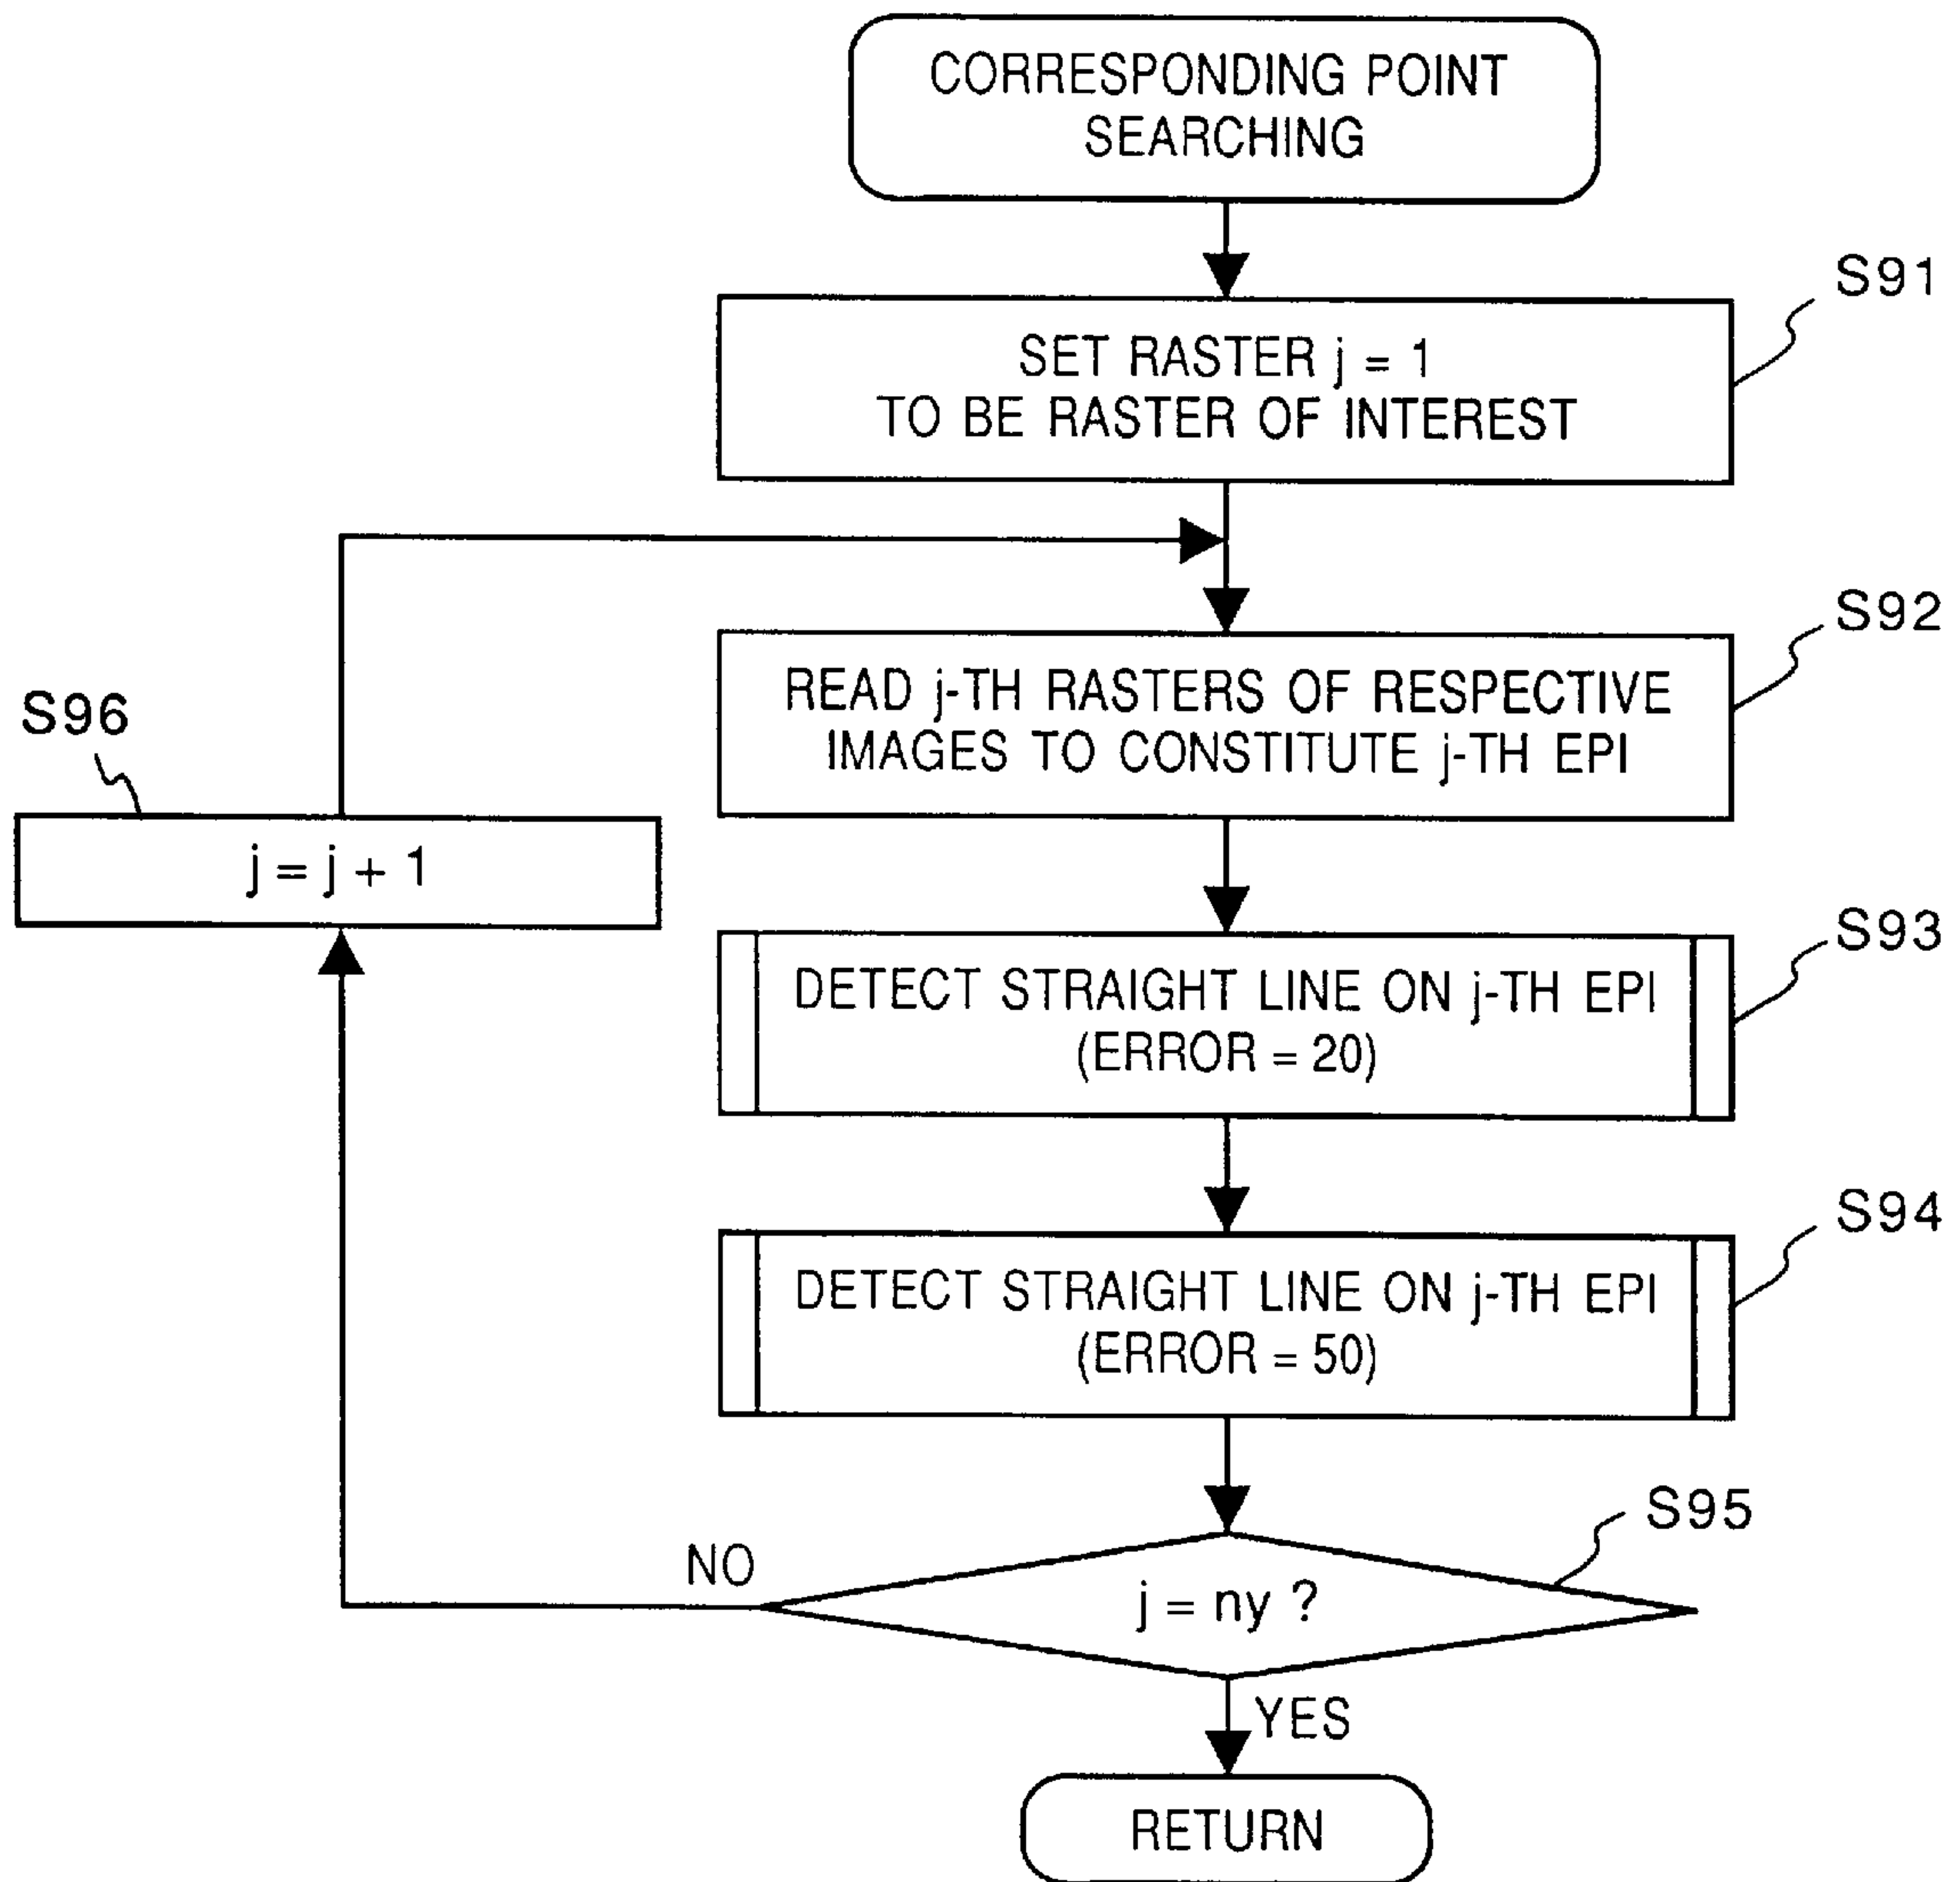 CORRESPONDING POINT
SEARCHING
S91
SET RASTER j = 1
TO BE RASTER OF INTEREST
S92
READ j-TH RASTERS OF RESPECTIVE
IMAGES TO CONSTITUTE j-TH EPI
S96
j = j + 1
S93
DETECT STRAIGHT LINE ON j-TH EPI
(ERROR = 20)
S94
DETECT STRAIGHT LINE ON j-TH EPI
(ERROR = 50)
S95
NO
j = ny ?
YES
RETURN